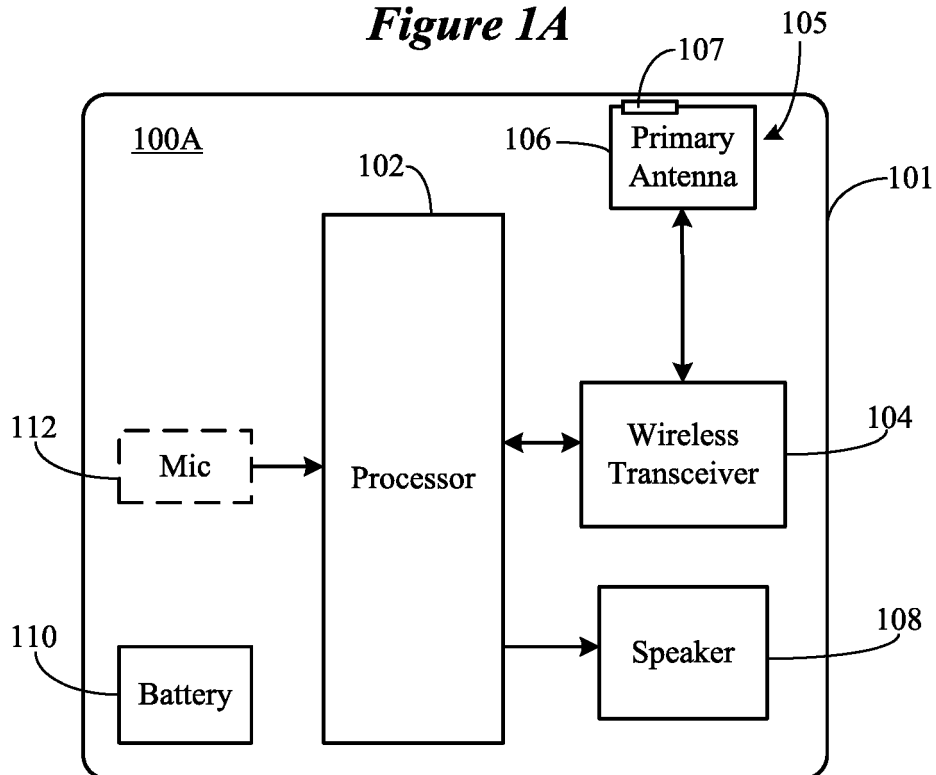 Figure 1A
107
105
100A
106
Primary
Antenna
102
101
112
Mic
Processor
Wireless
Transceiver
104
110
Battery
Speaker
108